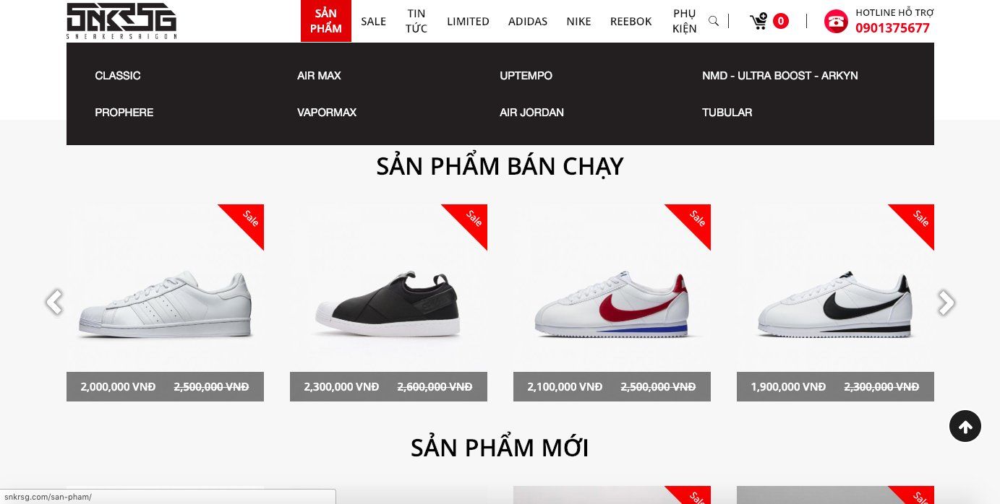 SNKRSG
SNEAKERSAIGON
SẢN PHẨM
SALE
TIN TỨC
LIMITED
ADIDAS
NIKE
REEBOK
PHỤ KIỆN
0
HOTLINE HỖ TRỢ
0901375677
CLASSIC
AIR MAX
UPTEMPO
NMD - ULTRA BOOST - ARKYN
PROPHERE
VAPORMAX
AIR JORDAN
TUBULAR
SẢN PHẨM BÁN CHẠY
Sale
Sale
Sale
Sale
2,000,000 VNĐ 2,500,000 VNĐ
2,300,000 VNĐ 2,600,000 VNĐ
2,100,000 VNĐ 2,500,000 VNĐ
1,900,000 VNĐ 2,300,000 VNĐ
SẢN PHẨM MỚI
Sale
Sale
snkrsg.com/san-pham/